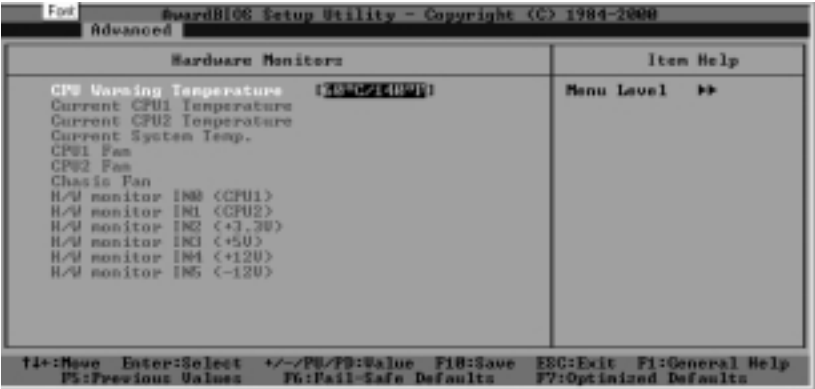 Font
AwardBIOS Setup Utility - Copyright (C) 1984-2000
Advanced
Hardware Monitors
Item Help
CPU Warning Temperature [60°C/140°F]
Menu Level ▶▶
Current CPU1 Temperature
Current CPU2 Temperature
Current System Temp.
CPU1 Fan
CPU2 Fan
Chasis Fan
H/W monitor IN0 (CPU1)
H/W monitor IN1 (CPU2)
H/W monitor IN2 (+3.3V)
H/W monitor IN3 (+5V)
H/W monitor IN4 (+12V)
H/W monitor IN5 (-12V)
↑↓←:Move Enter:Select +/-/PU/PD:Value F10:Save ESC:Exit F1:General Help
F5:Previous Values F6:Fail-Safe Defaults F7:Optimized Defaults